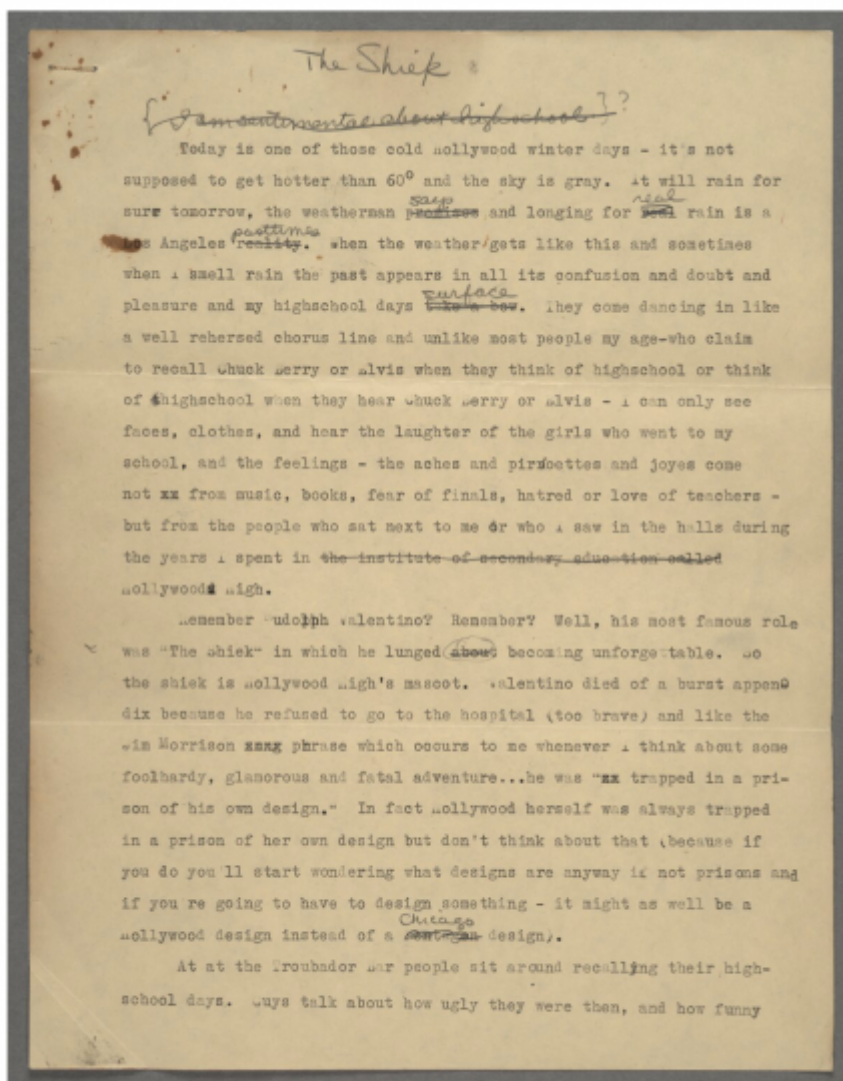 The Shiek
{I am sentimental about highschool}??
Today is one of those cold Hollywood winter days - it's not
supposed to get hotter than 60° and the sky is gray. It will rain for
says real
sure tomorrow, the weatherman promises and longing for real rain is a
pasttimes
Los Angeles reality. When the weather gets like this and sometimes
when I smell rain the past appears in all its confusion and doubt and
surface
pleasure and my highschool days take a bow. They come dancing in like
a well rehersed chorus line and unlike most people my age-who claim
to recall Chuck Berry or Elvis when they think of highschool or think
of highschool when they hear Chuck Berry or Elvis - I can only see
faces, clothes, and hear the laughter of the girls who went to my
school, and the feelings - the aches and pirouettes and joyes come
not xx from music, books, fear of finals, hatred or love of teachers -
but from the people who sat next to me or who I saw in the halls during
the years I spent in the institute of secondary education called
Hollywood High.
Remember Rudolph Valentino? Remember? Well, his most famous role
was "The Shiek" in which he lunged about becoming unforgettable. So
the shiek is Hollywood High's mascot. Valentino died of a burst appen
dix because he refused to go to the hospital (too brave) and like the
Jim Morrison xxxx phrase which occurs to me whenever I think about some
foolhardy, glamorous and fatal adventure...he was "xx trapped in a pri-
son of his own design." In fact Hollywood herself was always trapped
in a prison of her own design but don't think about that (because if
you do you'll start wondering what designs are anyway if not prisons and
if you're going to have to design something - it might as well be a
Chicago
Hollywood design instead of a design).
At at the Troubador Bar people sit around recalling their high-
school days. Guys talk about how ugly they were then, and how funny